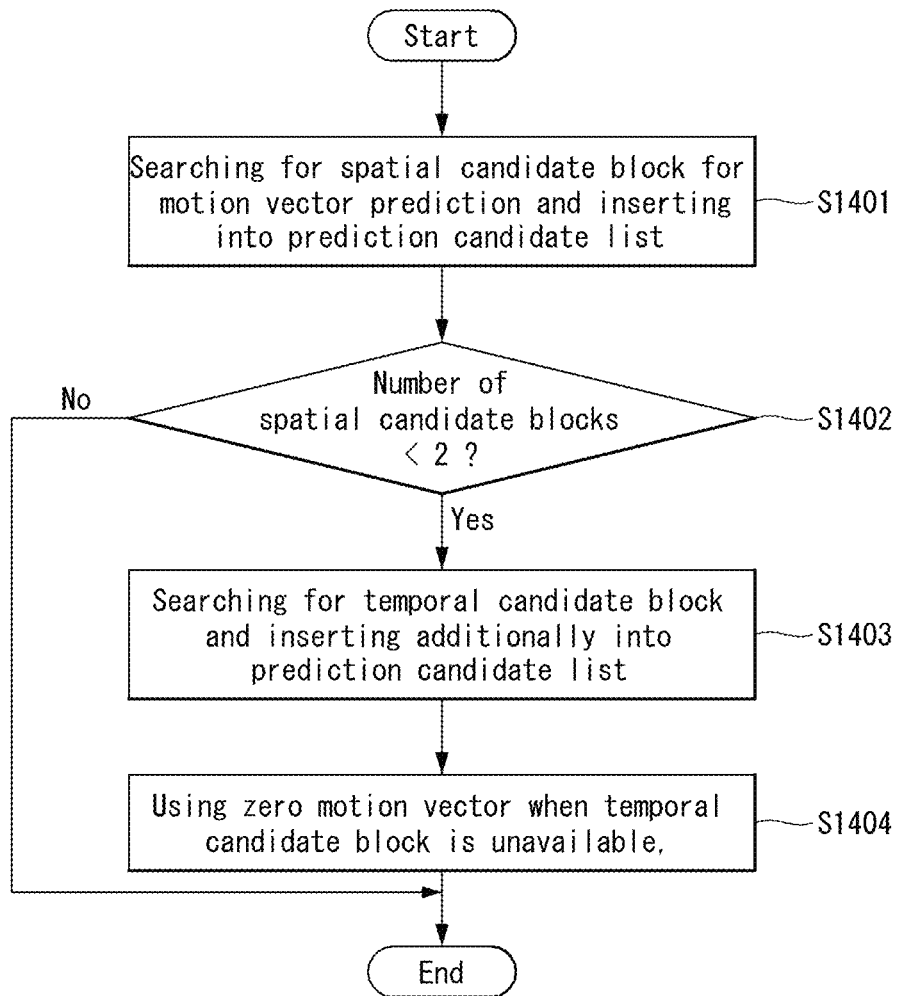 Start
Searching for spatial candidate block for
motion vector prediction and inserting
into prediction candidate list
S1401
Number of
spatial candidate blocks
< 2 ?
S1402
No
Yes
Searching for temporal candidate block
and inserting additionally into
prediction candidate list
S1403
Using zero motion vector when temporal
candidate block is unavailable,
S1404
End